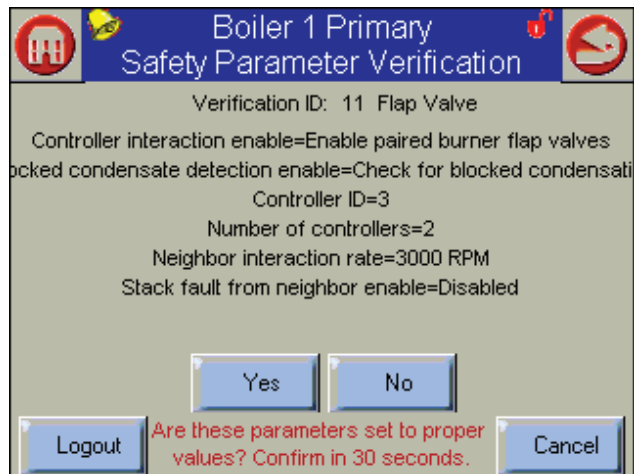 Boiler 1 Primary
Safety Parameter Verification
Verification ID: 11 Flap Valve
Controller interaction enable=Enable paired burner flap valves
ocked condensate detection enable=Check for blocked condensati
Controller ID=3
Number of controllers=2
Neighbor interaction rate=3000 RPM
Stack fault from neighbor enable=Disabled
Yes
No
Logout
Are these parameters set to proper
values? Confirm in 30 seconds.
Cancel